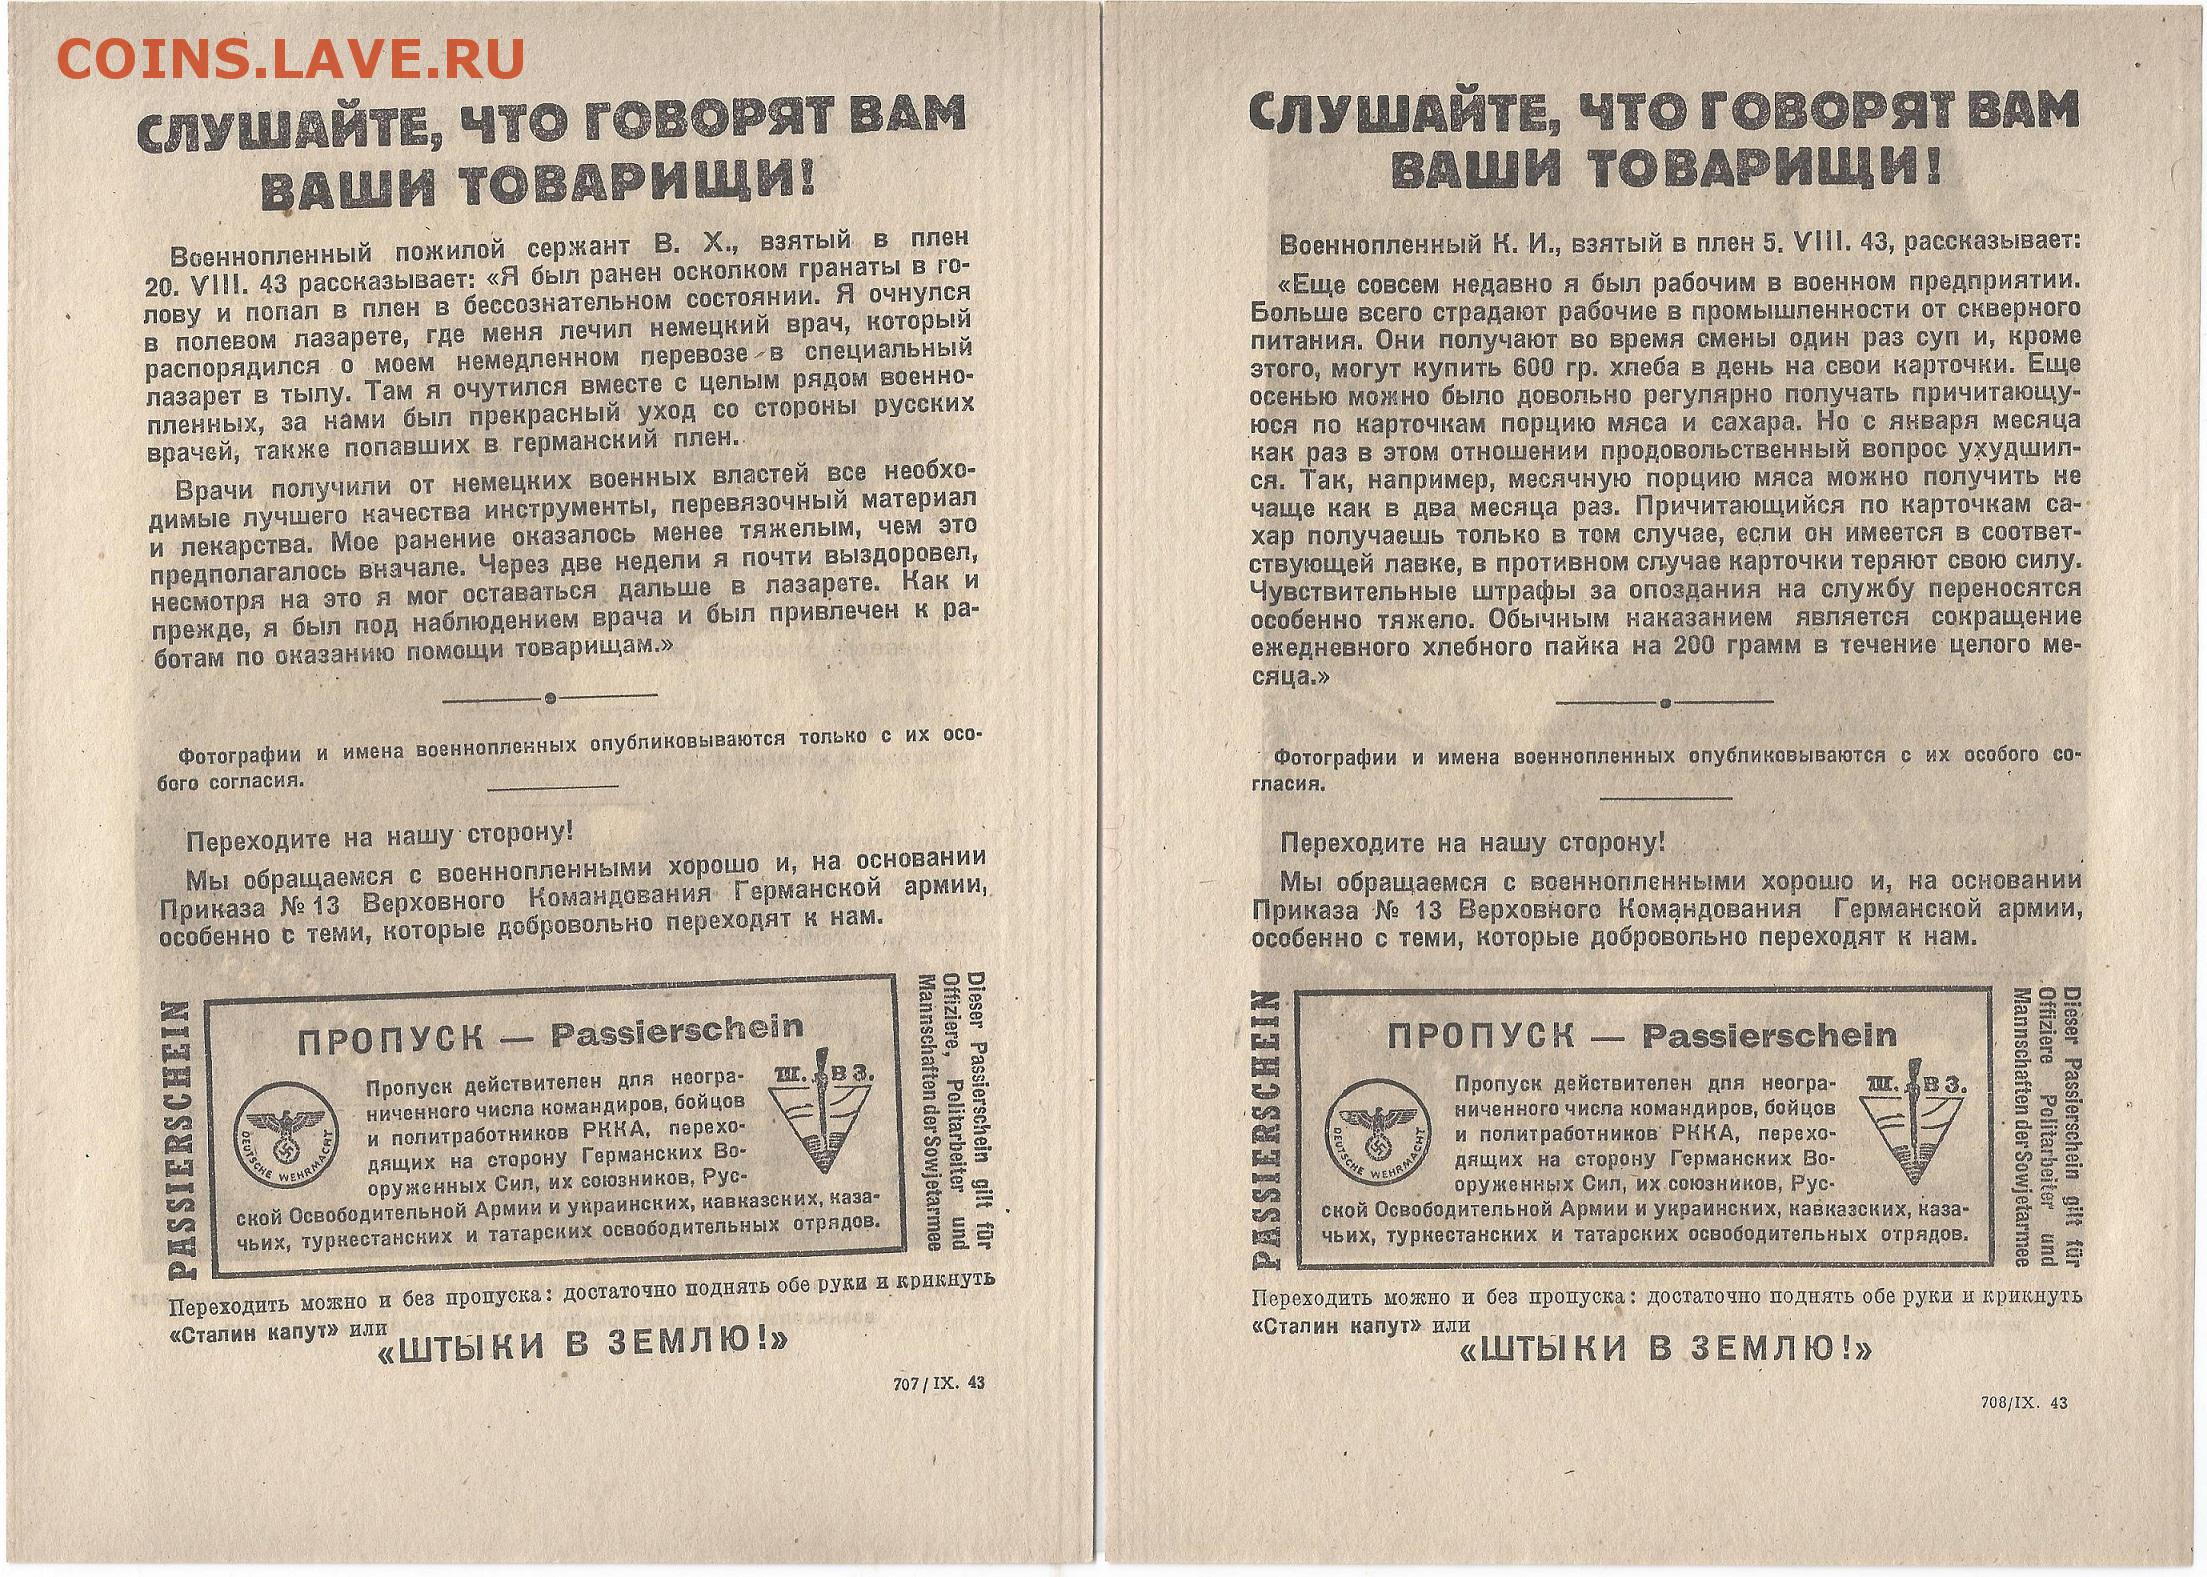 COINS.LAVE.RU
СЛУШАЙТЕ, ЧТО ГОВОРЯТ ВАМ
ВАШИ ТОВАРИЩИ!
Военнопленный пожилой сержант В. Х., взятый в плен
20. VIII. 43 рассказывает: «Я был ранен осколком гранаты в го-
лову и попал в плен в бессознательном состоянии. Я очнулся
в полевом лазарете, где меня лечил немецкий врач, который
распорядился о моем немедленном перевозе в специальный
лазарет в тылу. Там я очутился вместе с целым рядом военно-
пленных, за нами был прекрасный уход со стороны русских
врачей, также попавших в германский плен.
Врачи получили от немецких военных властей все необхо-
димые лучшего качества инструменты, перевязочный материал
и лекарства. Мое ранение оказалось менее тяжелым, чем это
предполагалось вначале. Через две недели я почти выздоровел,
несмотря на это я мог оставаться дальше в лазарете. Как и
прежде, я был под наблюдением врача и был привлечен к ра-
ботам по оказанию помощи товарищам.»
Фотографии и имена военнопленных опубликовываются только с их осо-
бого согласия.
Переходите на нашу сторону!
Мы обращаемся с военнопленными хорошо и, на основании
Приказа № 13 Верховного Командования Германской армии,
особенно с теми, которые добровольно переходят к нам.
PASSIERSCHEIN
ПРОПУСК — Passierschein
Пропуск действителен для неогра-
ниченного числа командиров, бойцов
и политработников РККА, перехо-
дящих на сторону Германских Во-
оруженных Сил, их союзников, Рус-
ской Освободительной Армии и украинских, кавказских, каза-
чьих, туркестанских и татарских освободительных отрядов.
DEUTSCHE WEHRMACHT
Ш. В З.
Dieser Passierschein gilt für
Offiziere, Politarbeiter und
Mannschaften der Sowjetarmee
Переходить можно и без пропуска: достаточно поднять обе руки и крикнуть
«Сталин капут» или
«ШТЫКИ В ЗЕМЛЮ!»
707/IX. 43
СЛУШАЙТЕ, ЧТО ГОВОРЯТ ВАМ
ВАШИ ТОВАРИЩИ!
Военнопленный К. И., взятый в плен 5. VIII. 43, рассказывает:
«Еще совсем недавно я был рабочим в военном предприятии.
Больше всего страдают рабочие в промышленности от скверного
питания. Они получают во время смены один раз суп и, кроме
этого, могут купить 600 гр. хлеба в день на свои карточки. Еще
осенью можно было довольно регулярно получать причитающу-
юся по карточкам порцию мяса и сахара. Но с января месяца
как раз в этом отношении продовольственный вопрос ухудшил-
ся. Так, например, месячную порцию мяса можно получить не
чаще как в два месяца раз. Причитающийся по карточкам са-
хар получаешь только в том случае, если он имеется в соответ-
ствующей лавке, в противном случае карточки теряют свою силу.
Чувствительные штрафы за опоздания на службу переносятся
особенно тяжело. Обычным наказанием является сокращение
ежедневного хлебного пайка на 200 грамм в течение целого ме-
сяца.»
Фотографии и имена военнопленных опубликовываются с их особого со-
гласия.
Переходите на нашу сторону!
Мы обращаемся с военнопленными хорошо и, на основании
Приказа № 13 Верховного Командования Германской армии,
особенно с теми, которые добровольно переходят к нам.
PASSIERSCHEIN
ПРОПУСК — Passierschein
Пропуск действителен для неогра-
ниченного числа командиров, бойцов
и политработников РККА, перехо-
дящих на сторону Германских Во-
оруженных Сил, их союзников, Рус-
ской Освободительной Армии и украинских, кавказских, каза-
чьих, туркестанских и татарских освободительных отрядов.
DEUTSCHE WEHRMACHT
Ш. В З.
Dieser Passierschein gilt für
Offiziere Politarbeiter und
Mannschaften der Sowjetarmee
Переходить можно и без пропуска: достаточно поднять обе руки и крикнуть
«Сталин капут» или
«ШТЫКИ В ЗЕМЛЮ!»
708/IX. 43